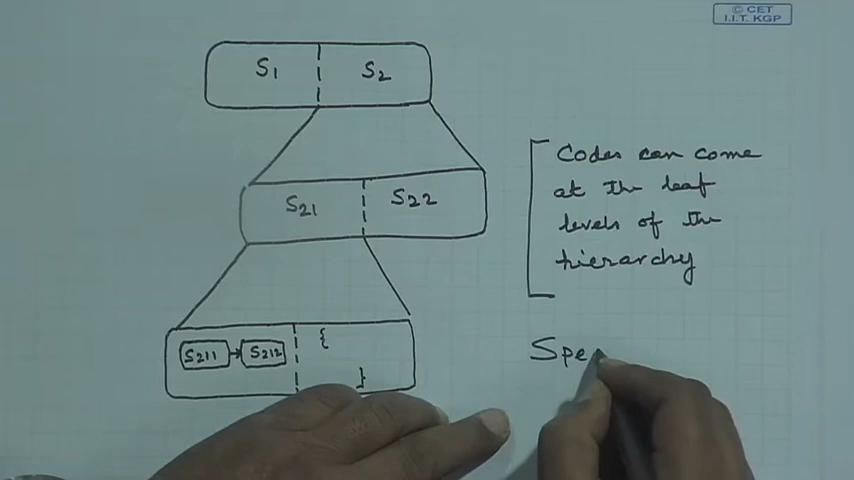 © CET
I.I.T. KGP
S1 S2
S21 S22
S211 S212 {
}
Codes can come
at the leaf
levels of the
hierarchy
Spe